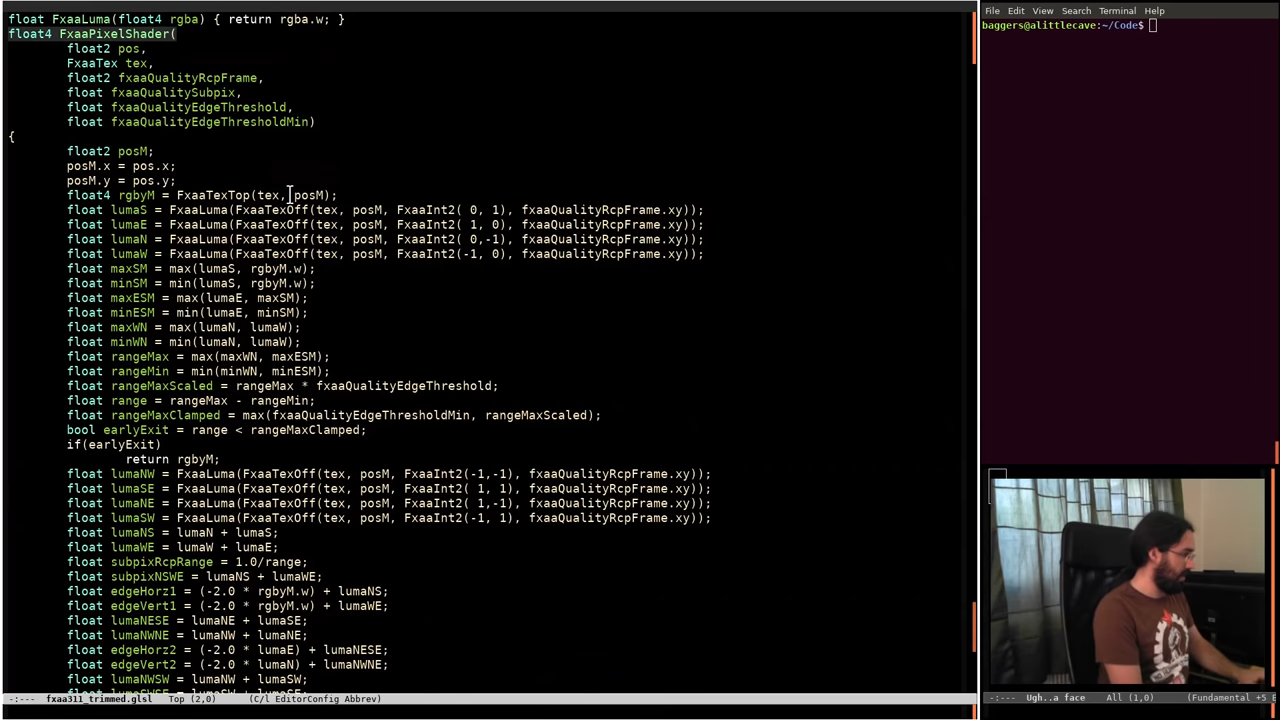 float FxaaLuma(float4 rgba) { return rgba.w; }
float4 FxaaPixelShader(
float2 pos,
FxaaTex tex,
float2 fxaaQualityRcpFrame,
float fxaaQualitySubpix,
float fxaaQualityEdgeThreshold,
float fxaaQualityEdgeThresholdMin)
{
float2 posM;
posM.x = pos.x;
posM.y = pos.y;
float4 rgbyM = FxaaTexTop(tex, posM);
float lumaS = FxaaLuma(FxaaTexOff(tex, posM, FxaaInt2( 0, 1), fxaaQualityRcpFrame.xy));
float lumaE = FxaaLuma(FxaaTexOff(tex, posM, FxaaInt2( 1, 0), fxaaQualityRcpFrame.xy));
float lumaN = FxaaLuma(FxaaTexOff(tex, posM, FxaaInt2( 0,-1), fxaaQualityRcpFrame.xy));
float lumaW = FxaaLuma(FxaaTexOff(tex, posM, FxaaInt2(-1, 0), fxaaQualityRcpFrame.xy));
float maxSM = max(lumaS, rgbyM.w);
float minSM = min(lumaS, rgbyM.w);
float maxESM = max(lumaE, maxSM);
float minESM = min(lumaE, minSM);
float maxWN = max(lumaN, lumaW);
float minWN = min(lumaN, lumaW);
float rangeMax = max(maxWN, maxESM);
float rangeMin = min(minWN, minESM);
float rangeMaxScaled = rangeMax * fxaaQualityEdgeThreshold;
float range = rangeMax - rangeMin;
float rangeMaxClamped = max(fxaaQualityEdgeThresholdMin, rangeMaxScaled);
bool earlyExit = range < rangeMaxClamped;
if(earlyExit)
return rgbyM;
float lumaNW = FxaaLuma(FxaaTexOff(tex, posM, FxaaInt2(-1,-1), fxaaQualityRcpFrame.xy));
float lumaSE = FxaaLuma(FxaaTexOff(tex, posM, FxaaInt2( 1, 1), fxaaQualityRcpFrame.xy));
float lumaNE = FxaaLuma(FxaaTexOff(tex, posM, FxaaInt2( 1,-1), fxaaQualityRcpFrame.xy));
float lumaSW = FxaaLuma(FxaaTexOff(tex, posM, FxaaInt2(-1, 1), fxaaQualityRcpFrame.xy));
float lumaNS = lumaN + lumaS;
float lumaWE = lumaW + lumaE;
float subpixRcpRange = 1.0/range;
float subpixNSWE = lumaNS + lumaWE;
float edgeHorz1 = (-2.0 * rgbyM.w) + lumaNS;
float edgeVert1 = (-2.0 * rgbyM.w) + lumaWE;
float lumaNESE = lumaNE + lumaSE;
float lumaNWNE = lumaNW + lumaNE;
float edgeHorz2 = (-2.0 * lumaE) + lumaNESE;
float edgeVert2 = (-2.0 * lumaN) + lumaNWNE;
float lumaNWSW = lumaNW + lumaSW;
-:--- fxaa311_trimmed.glsl Top (2,0) (C/l EditorConfig Abbrev)
File Edit View Search Terminal Help
baggers@alittlecave:~/Code$
-:--- Ugh..a face All (1,0) (Fundamental +5